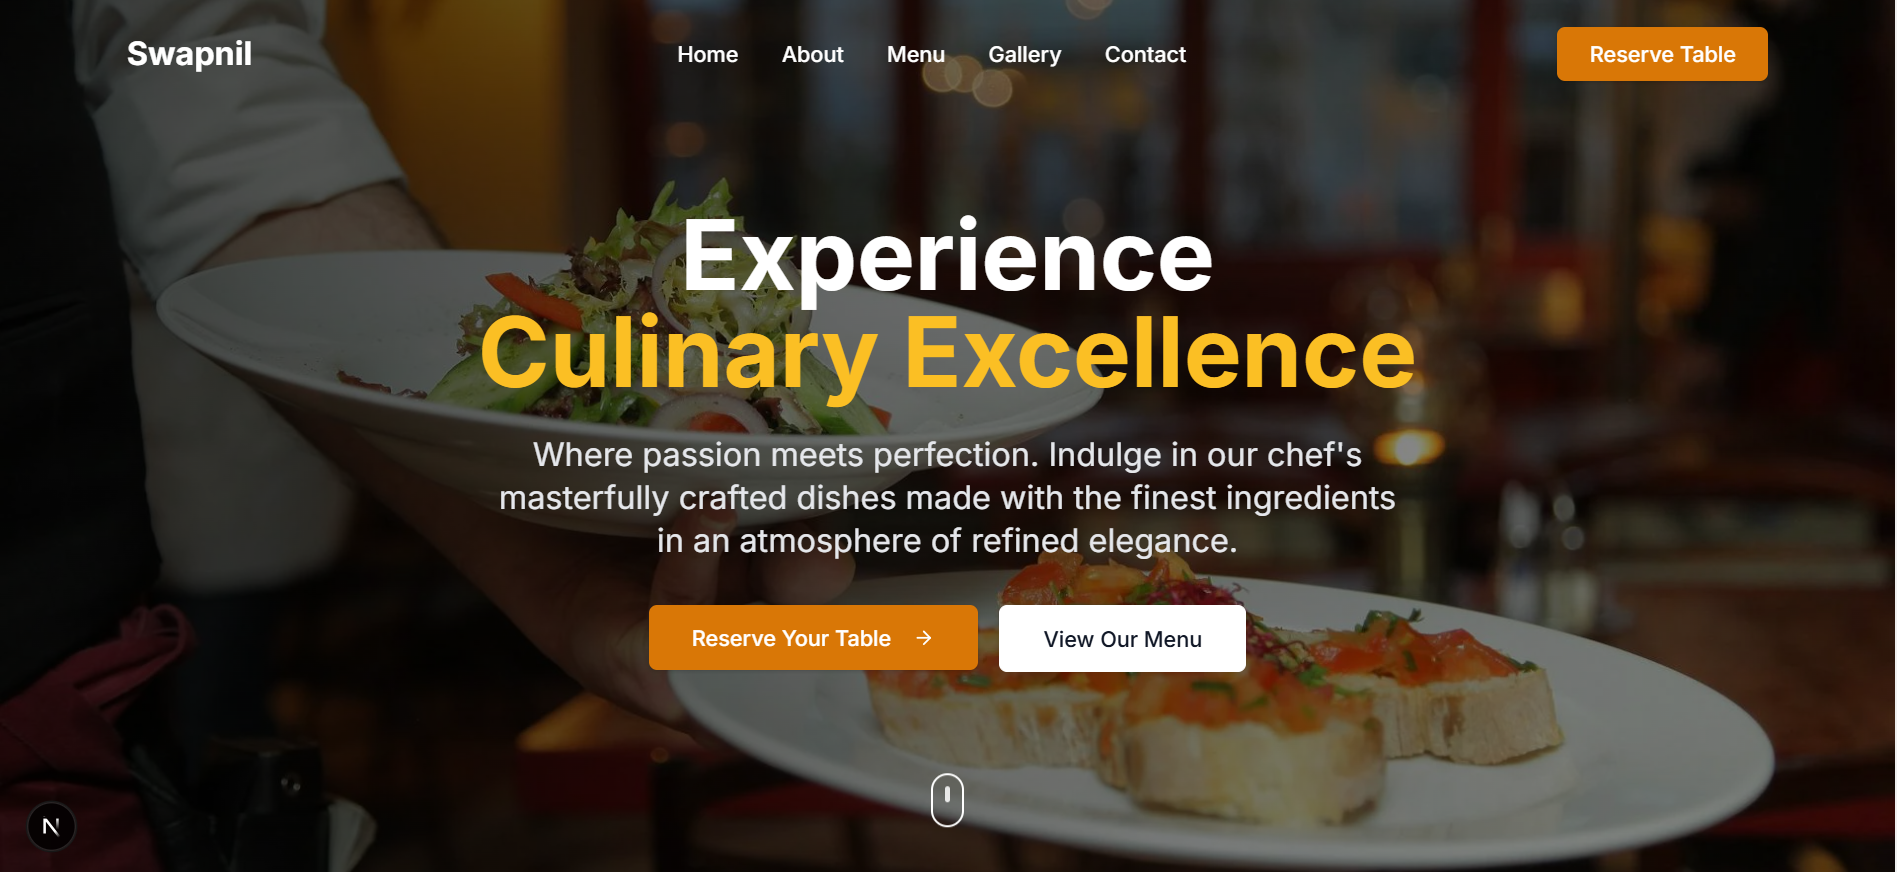 Swapnil
Home About Menu Gallery Contact
Reserve Table
Experience
Culinary Excellence
Where passion meets perfection. Indulge in our chef's
masterfully crafted dishes made with the finest ingredients
in an atmosphere of refined elegance.
Reserve Your Table →
View Our Menu
N